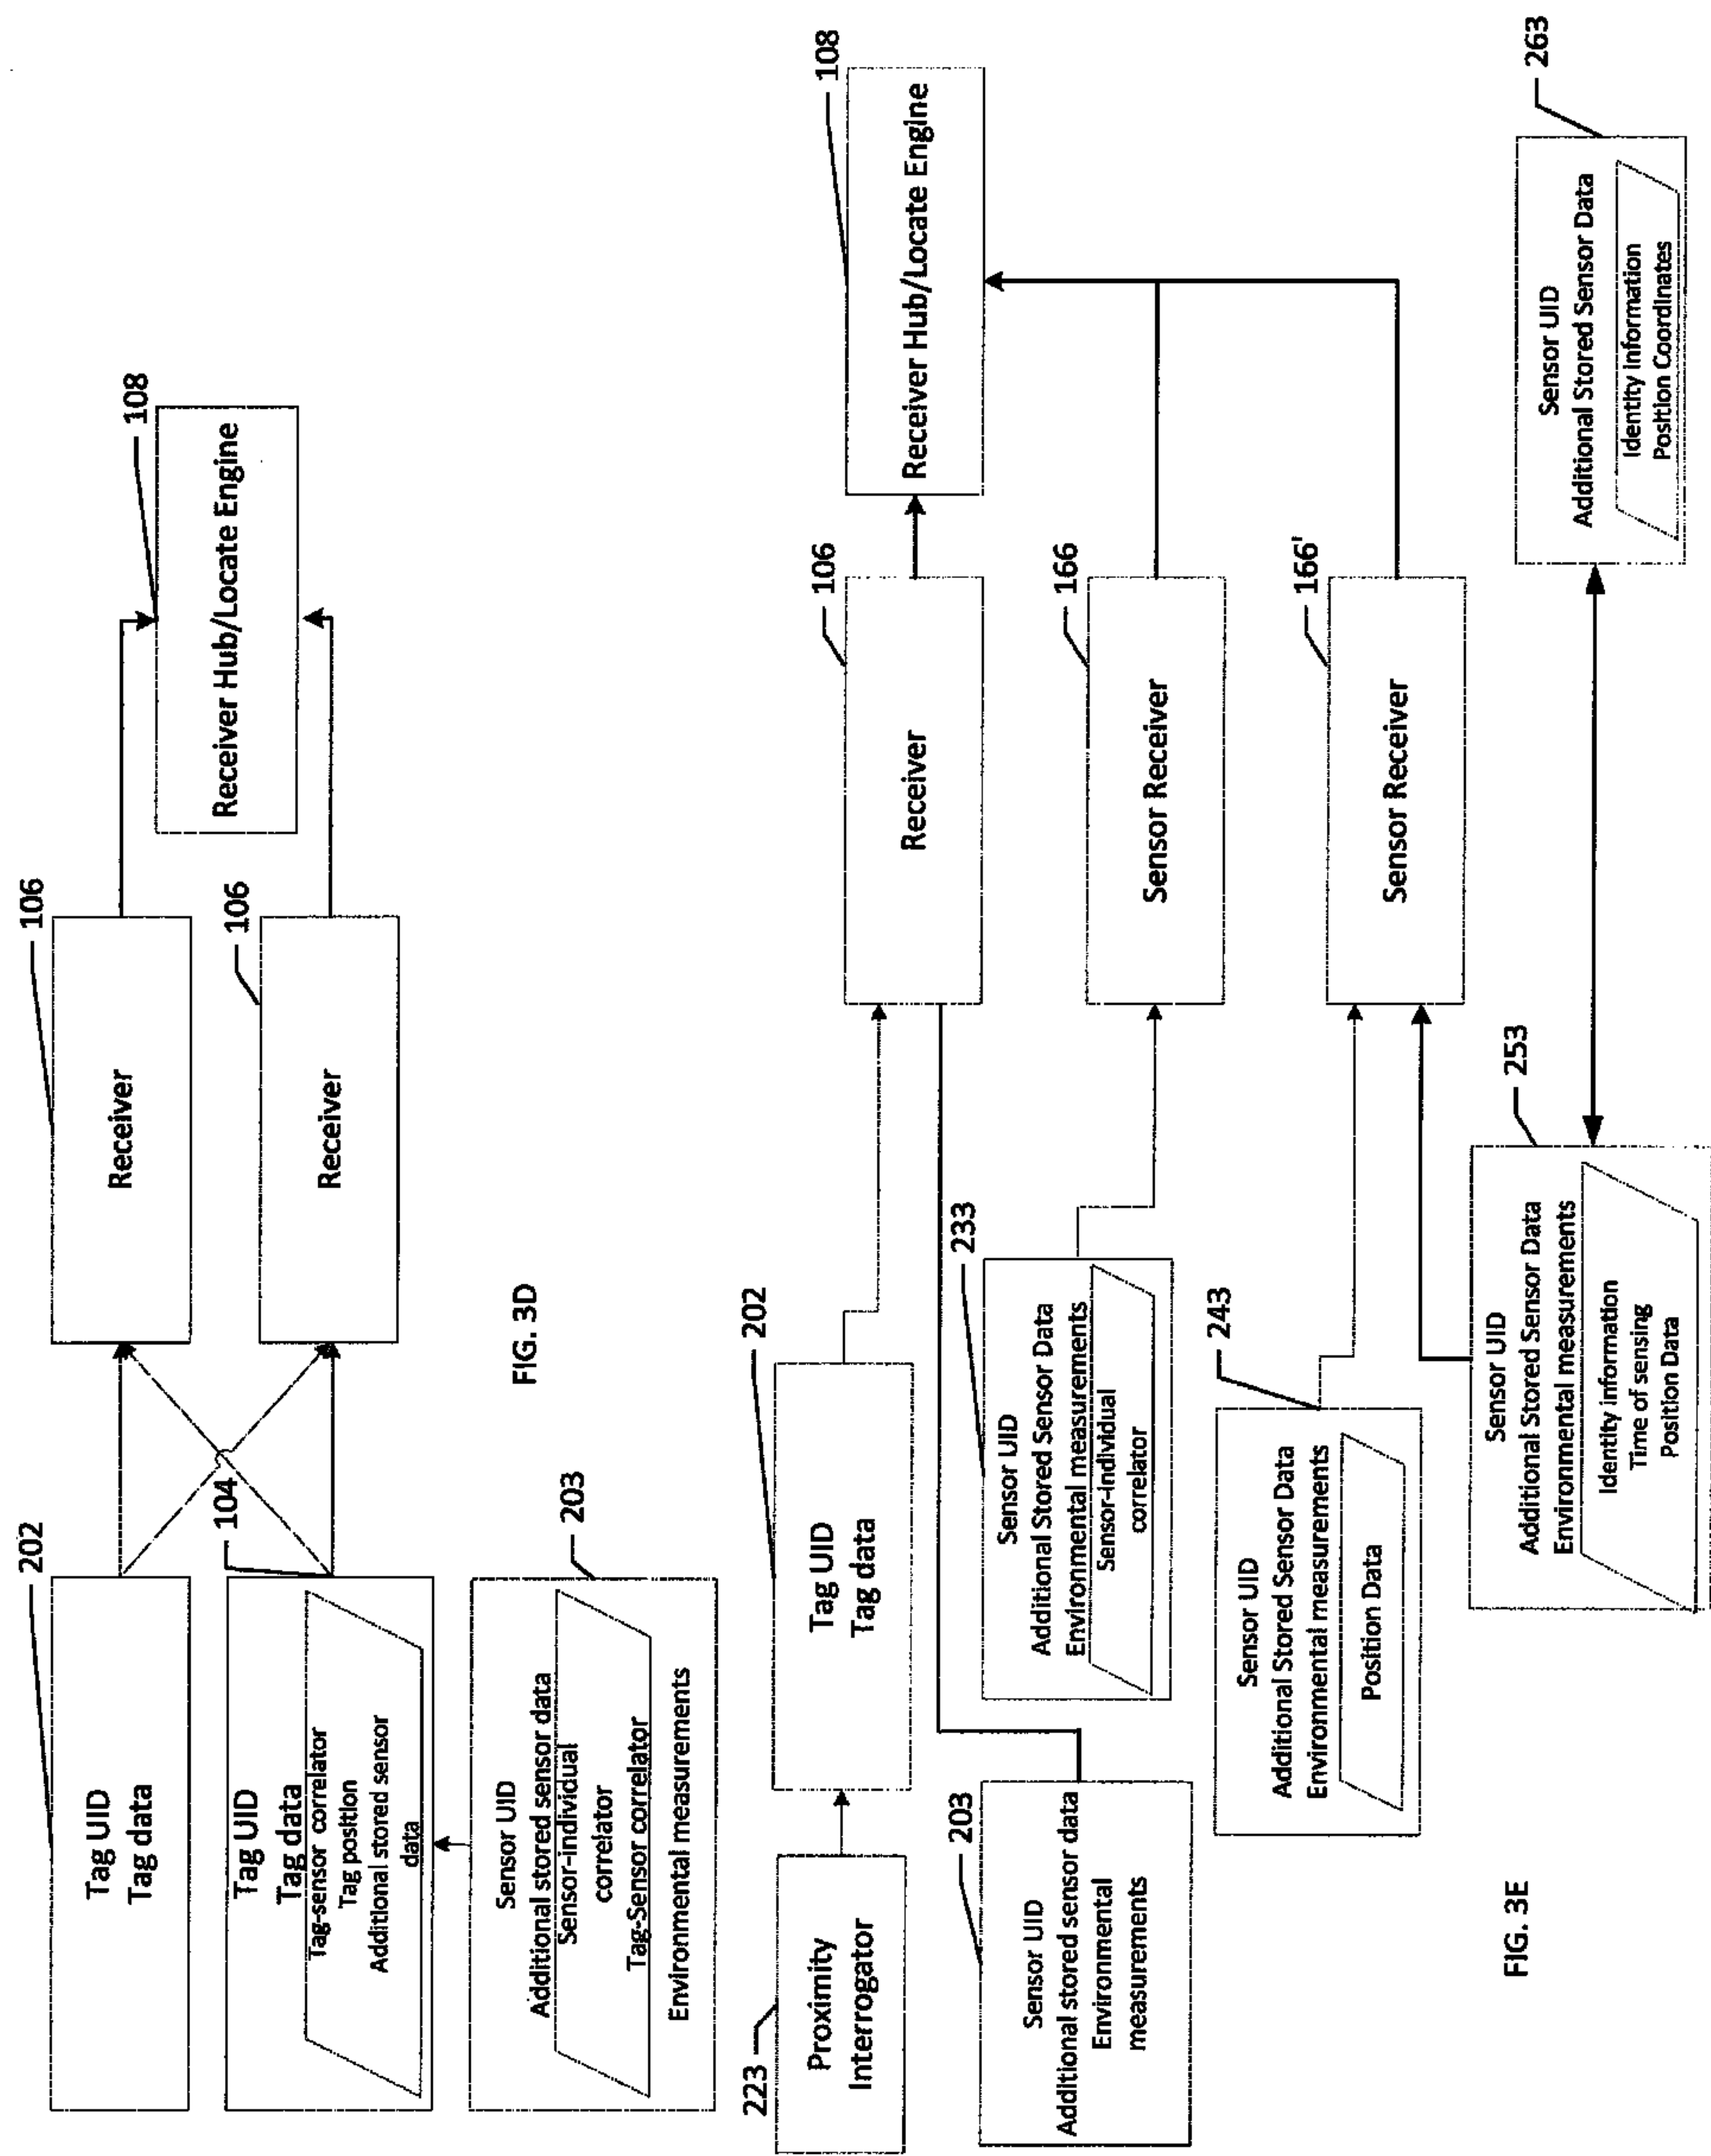 202
Tag UID
Tag data
106
Receiver
108
Receiver Hub/Locate Engine
104
Tag UID
Tag data
Tag-sensor correlator
Tag position
Additional stored sensor
data
106
Receiver
203
Sensor UID
Additional stored sensor data
Sensor-individual
correlator
Tag-Sensor correlator
Environmental measurements
FIG. 3D
223
Proximity
Interrogator
202
Tag UID
Tag data
106
Receiver
108
Receiver Hub/Locate Engine
203
Sensor UID
Additional stored sensor data
Environmental
measurements
233
Sensor UID
Additional Stored Sensor Data
Environmental measurements
Sensor-individual
correlator
166
Sensor Receiver
243
Sensor UID
Additional Stored Sensor Data
Environmental measurements
Position Data
166'
Sensor Receiver
253
Sensor UID
Additional Stored Sensor Data
Environmental measurements
Identity information
Time of sensing
Position Data
263
Sensor UID
Additional Stored Sensor Data
Identity information
Position Coordinates
FIG. 3E